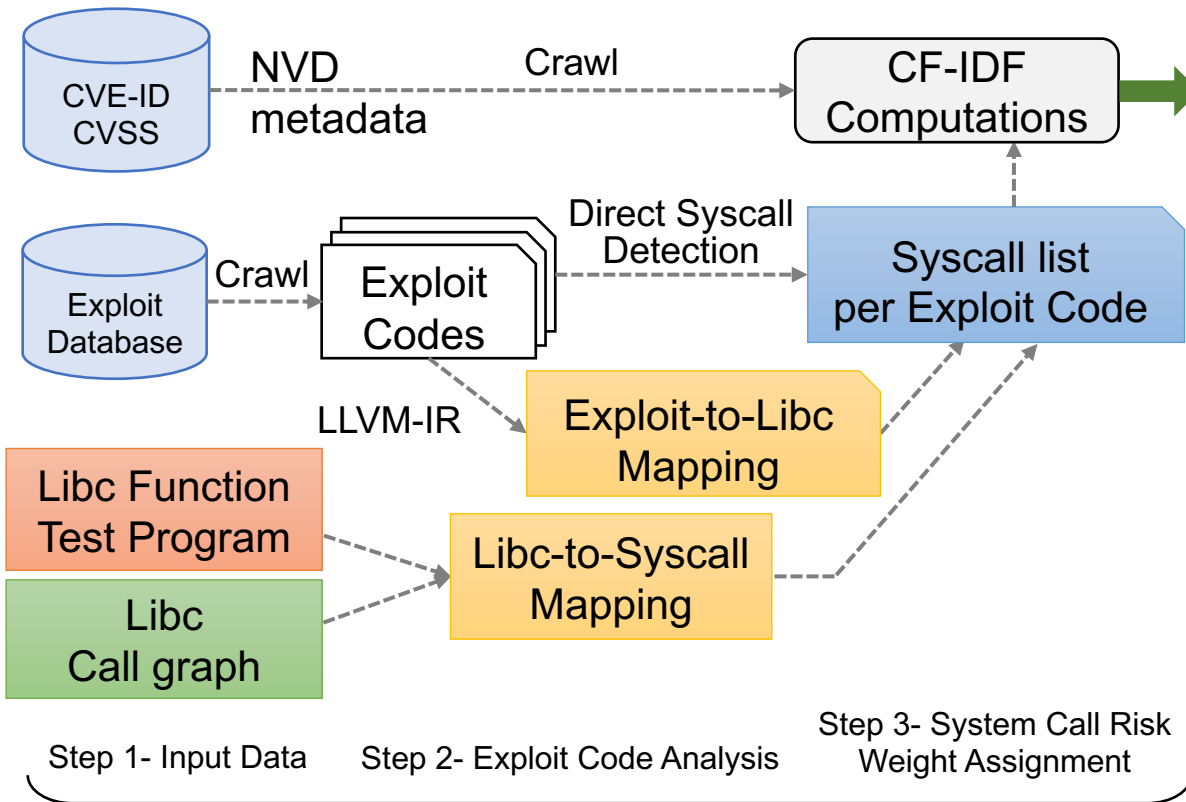 CVE-ID
CVSS
NVD
metadata
Crawl
CF-IDF
Computations
Exploit
Database
Crawl
Exploit
Codes
Direct Syscall
Detection
Syscall list
per Exploit Code
LLVM-IR
Exploit-to-Libc
Mapping
Libc Function
Test Program
Libc-to-Syscall
Mapping
Libc
Call graph
Step 1- Input Data
Step 2- Exploit Code Analysis
Step 3- System Call Risk
Weight Assignment